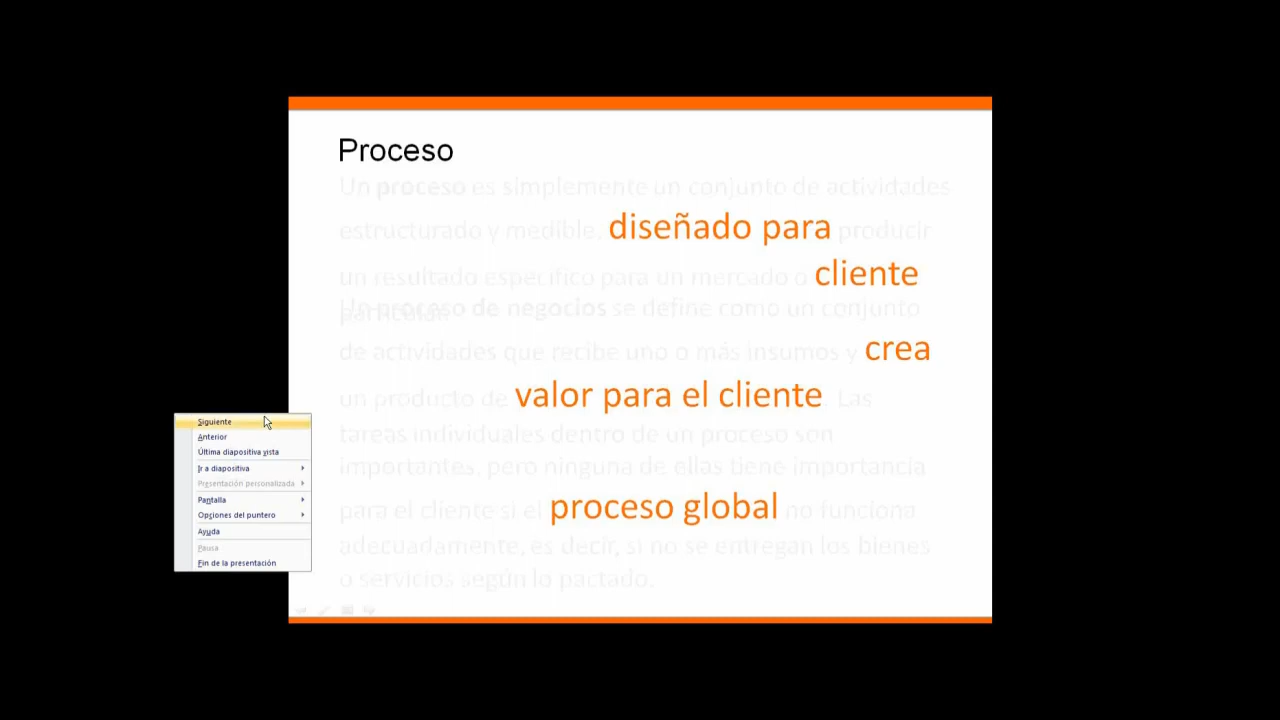 Proceso
Un proceso es simplemente un conjunto de actividades
estructurado y medible, diseñado para producir
un resultado específico para un mercado o cliente
particular.
Un proceso de negocios se define como un conjunto
de actividades que recibe uno o más insumos y crea
un producto de valor para el cliente. Las
tareas individuales dentro de un proceso son
importantes, pero ninguna de ellas tiene importancia
para el cliente si el proceso global no funciona
adecuadamente, es decir, si no se entregan los bienes
o servicios según lo pactado.
Siguiente
Anterior
Última diapositiva vista
Ir a diapositiva
Presentación personalizada
Pantalla
Opciones del puntero
Ayuda
Pausa
Fin de la presentación